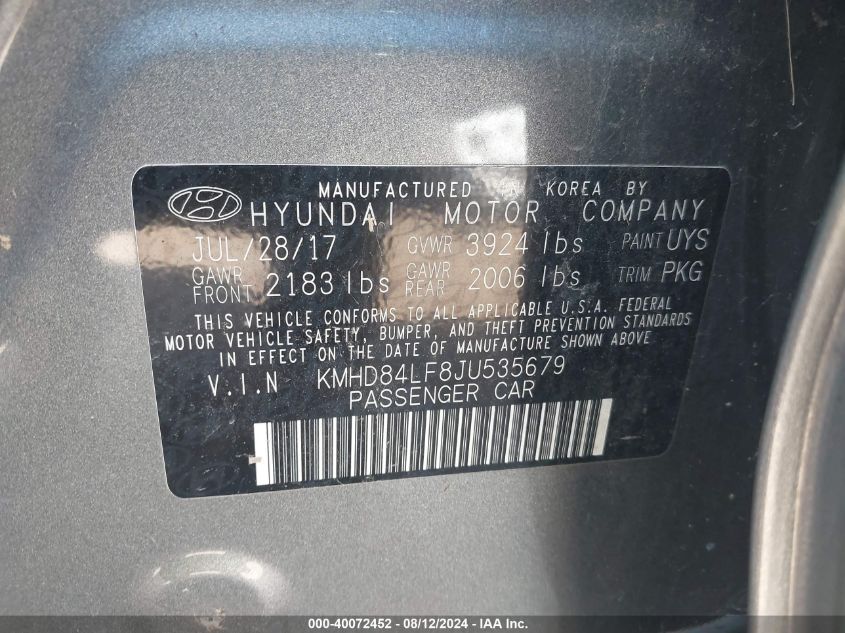 MANUFACTURED IN KOREA BY
HYUNDAI MOTOR COMPANY
JUL/28/17 GVWR 3924 lbs PAINT UYS
GAWR FRONT 2183 lbs GAWR REAR 2006 lbs TRIM PKG
THIS VEHICLE CONFORMS TO ALL APPLICABLE U.S.A. FEDERAL
MOTOR VEHICLE SAFETY, BUMPER, AND THEFT PREVENTION STANDARDS
IN EFFECT ON THE DATE OF MANUFACTURE SHOWN ABOVE
V.I.N KMHD84LF8JU535679
PASSENGER CAR
000-40072452 - 08/12/2024 - IAA Inc.